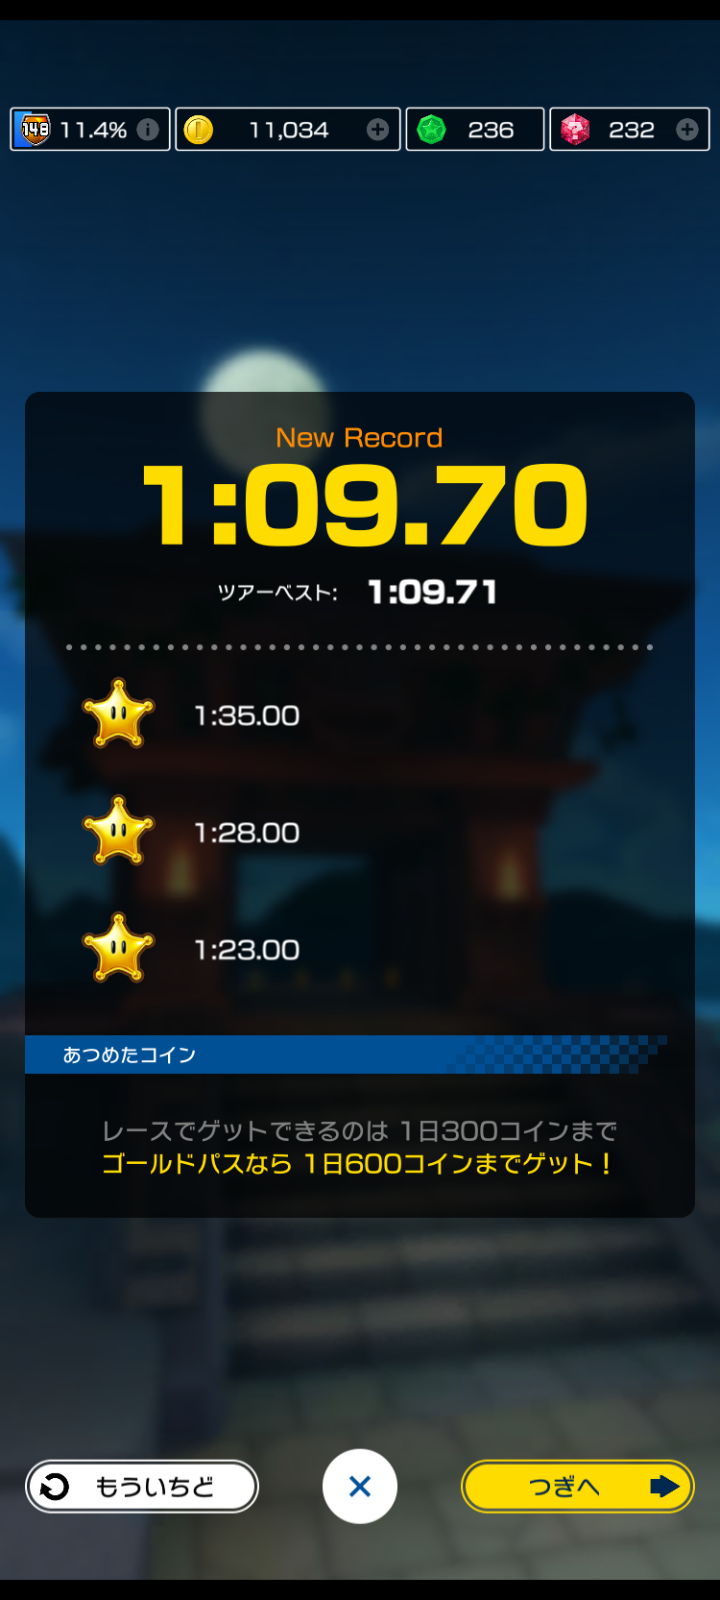 148 11.4% i 11,034 + 236 232 +
New Record
1:09.70
ツアーベスト: 1:09.71
1:35.00
1:28.00
1:23.00
あつめたコイン
レースでゲットできるのは 1日300コインまで
ゴールドパスなら 1日600コインまでゲット！
もういちど × つぎへ